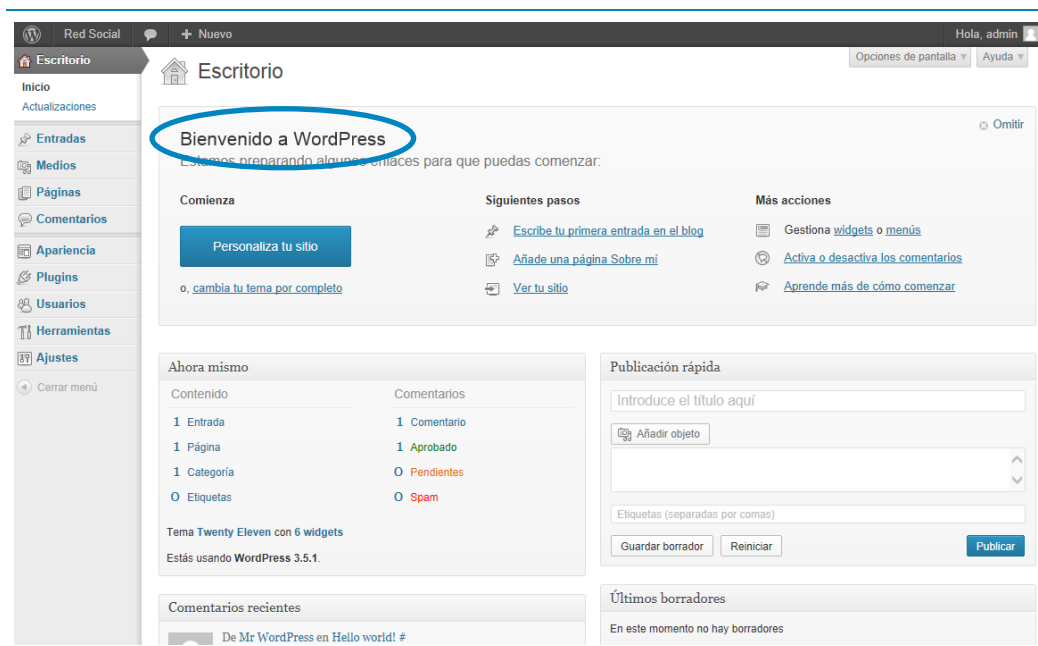 Red Social
+ Nuevo
Hola, admin
Escritorio
Inicio
Actualizaciones
Entradas
Medios
Páginas
Comentarios
Apariencia
Plugins
Usuarios
Herramientas
Ajustes
Cerrar menú
Opciones de pantalla
Ayuda
Escritorio
Omitir
Bienvenido a WordPress
Estamos preparando algunos enlaces para que puedas comenzar:
Comienza
Personaliza tu sitio
o, cambia tu tema por completo
Siguientes pasos
Escribe tu primera entrada en el blog
Añade una página Sobre mí
Ver tu sitio
Más acciones
Gestiona widgets o menús
Activa o desactiva los comentarios
Aprende más de cómo comenzar
Ahora mismo
Contenido
1 Entrada
1 Página
1 Categoría
0 Etiquetas
Comentarios
1 Comentario
1 Aprobado
0 Pendientes
0 Spam
Tema Twenty Eleven con 6 widgets
Estás usando WordPress 3.5.1.
Comentarios recientes
De Mr WordPress en Hello world! #
Publicación rápida
Introduce el título aquí
Añadir objeto
Etiquetas (separadas por comas)
Guardar borrador
Reiniciar
Publicar
Últimos borradores
En este momento no hay borradores